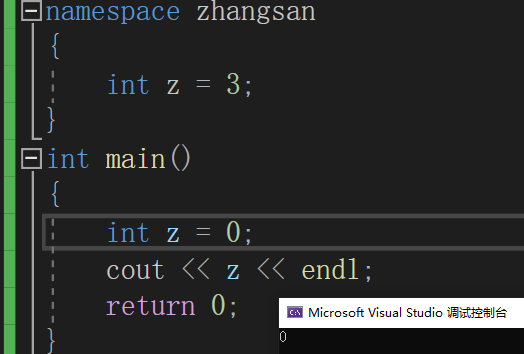 namespace zhangsan
{
int z = 3;
}
int main()
{
int z = 0;
cout << z << endl;
return 0;
}
C:\ Microsoft Visual Studio 调试控制台
0